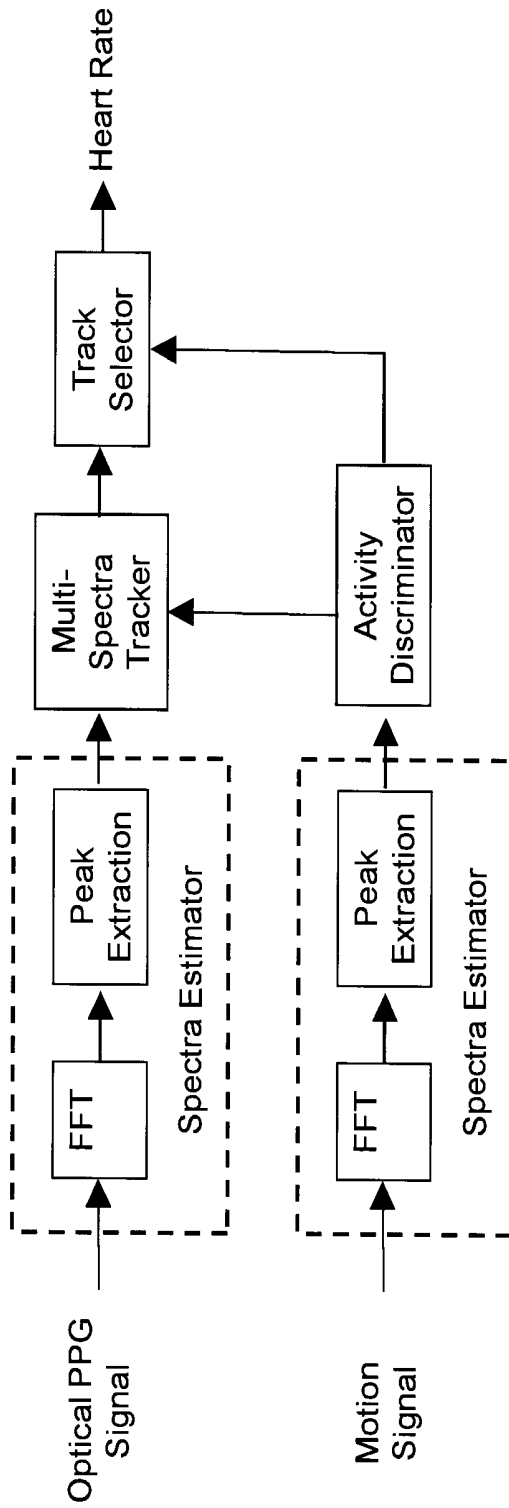 Optical PPG
Signal
FFT
Peak
Extraction
Spectra Estimator
Multi-
Spectra
Tracker
Track
Selector
Heart Rate
Motion
Signal
FFT
Peak
Extraction
Spectra Estimator
Activity
Discriminator